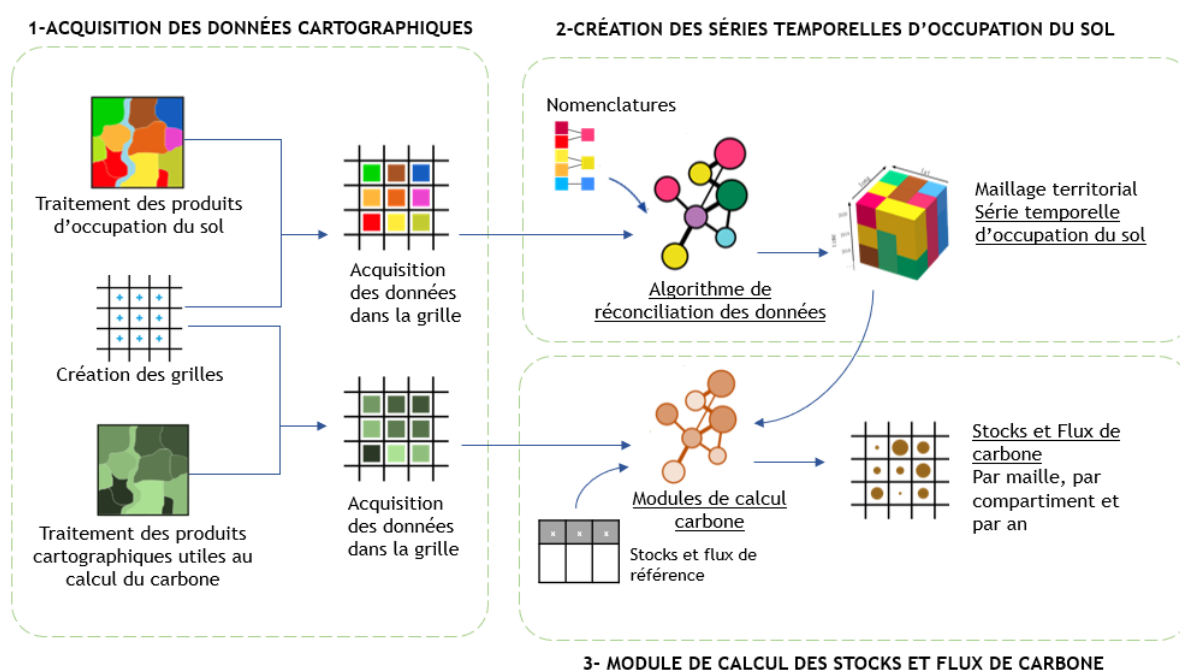 1-ACQUISITION DES DONNÉES CARTOGRAPHIQUES
Traitement des produits
d’occupation du sol
Création des grilles
Traitement des produits
cartographiques utiles au
calcul du carbone
Acquisition
des données
dans la grille
Acquisition
des données
dans la grille
2-CRÉATION DES SÉRIES TEMPORELLES D’OCCUPATION DU SOL
Nomenclatures
Algorithme de
réconciliation des données
Maillage territorial
Série temporelle
d’occupation du sol
Modules de calcul
carbone
x x x
Stocks et flux de
référence
Stocks et Flux de
carbone
Par maille, par
compartiment et
par an
3- MODULE DE CALCUL DES STOCKS ET FLUX DE CARBONE